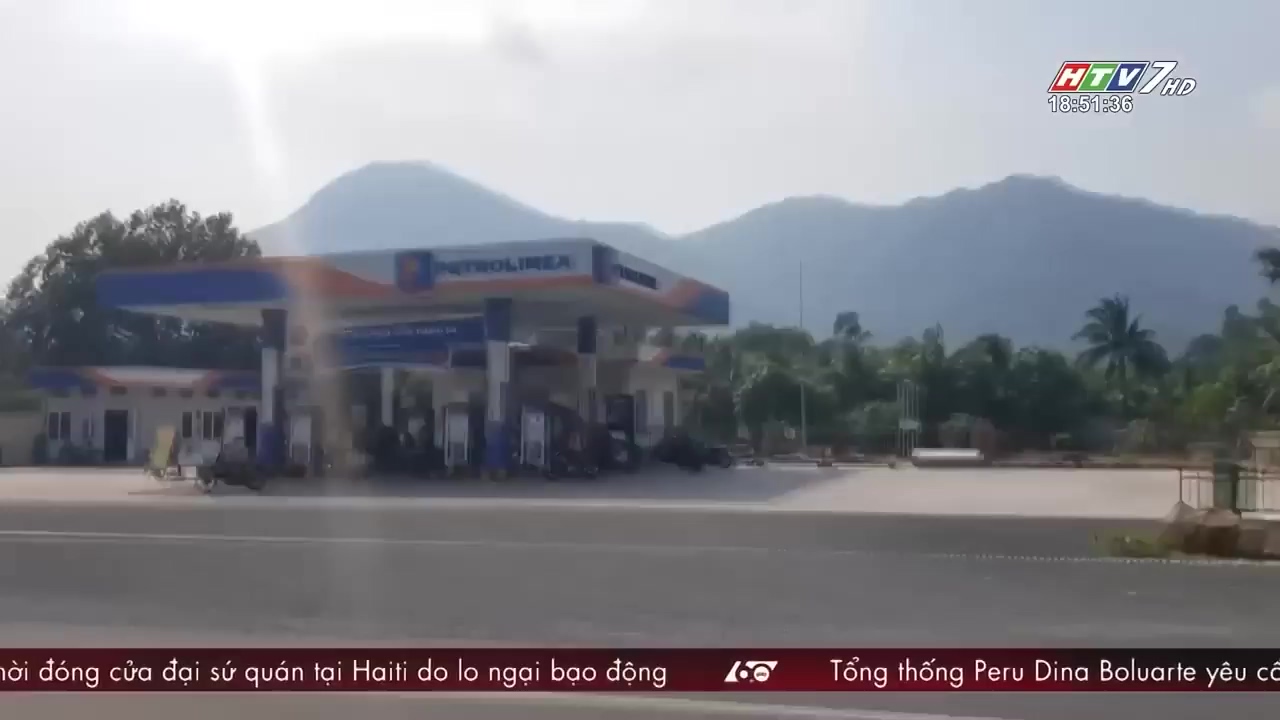 HTV7 HD
18:51:36
PETROLIMEX
hời đóng cửa đại sứ quán tại Haiti do lo ngại bạo động
60
Tổng thống Peru Dina Boluarte yêu cầ